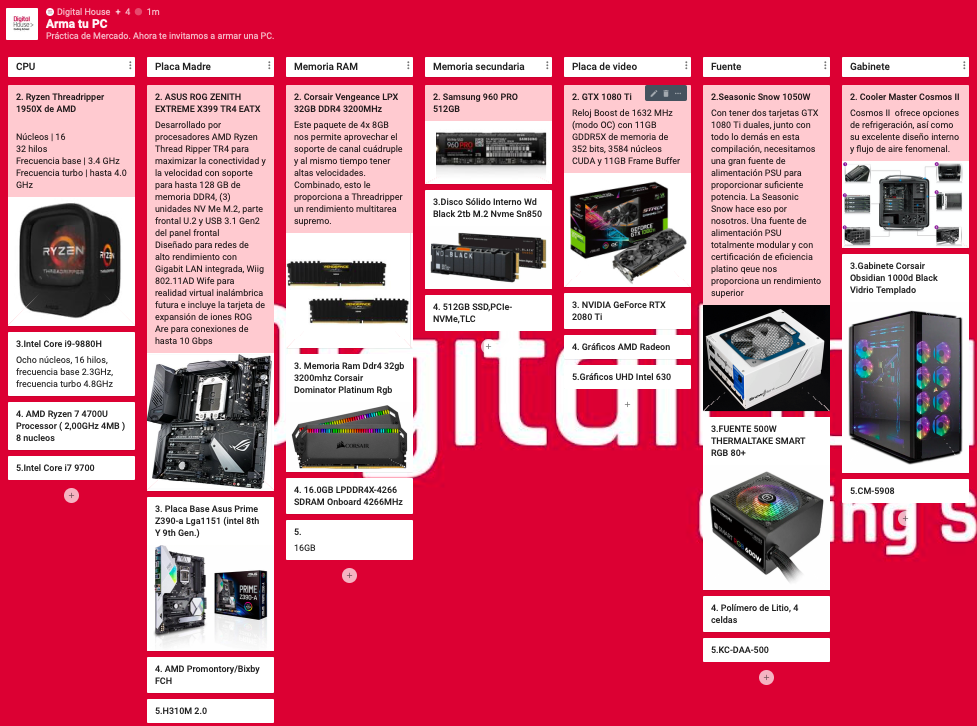 Digital House + 4 1m
Arma tu PC
Práctica de Mercado. Ahora te invitamos a armar una PC.
CPU
2. Ryzen Threadripper
1950X de AMD
Núcleos | 16
32 hilos
Frecuencia base | 3.4 GHz
Frecuencia turbo | hasta 4.0
GHz
RYZEN
THREADRIPPER
3.Intel Core i9-9880H
Ocho núcleos, 16 hilos,
frecuencia base 2.3GHz,
frecuencia turbo 4.8GHz
4. AMD Ryzen 7 4700U
Processor ( 2,00GHz 4MB )
8 nucleos
5.Intel Core i7 9700
Placa Madre
2. ASUS ROG ZENITH
EXTREME X399 TR4 EATX
Desarrollado por
procesadores AMD Ryzen
Thread Ripper TR4 para
maximizar la conectividad y
la velocidad con soporte
para hasta 128 GB de
memoria DDR4, (3)
unidades NV Me M.2, parte
frontal U.2 y USB 3.1 Gen2
del panel frontal
Diseñado para redes de
alto rendimiento con
Gigabit LAN integrada, Wiig
802.11AD Wife para
realidad virtual inalámbrica
futura e incluye la tarjeta de
expansión de iones ROG
Are para conexiones de
hasta 10 Gbps
3. Placa Base Asus Prime
Z390-a Lga1151 (intel 8th
Y 9th Gen.)
PRIME
Z390-A
4. AMD Promontory/Bixby
FCH
5.H310M 2.0
Memoria RAM
2. Corsair Vengeance LPX
32GB DDR4 3200MHz
Este paquete de 4x 8GB
nos permite aprovechar el
soporte de canal cuádruple
y al mismo tiempo tener
altas velocidades.
Combinado, esto le
proporciona a Threadripper
un rendimiento multitarea
supremo.
VENGEANCE
VENGEANCE
3. Memoria Ram Ddr4 32gb
3200mhz Corsair
Dominator Platinum Rgb
CORSAIR
4. 16.0GB LPDDR4X-4266
SDRAM Onboard 4266MHz
5.
16GB
Memoria secundaria
2. Samsung 960 PRO
512GB
960 PRO
3.Disco Sólido Interno Wd
Black 2tb M.2 Nvme Sn850
WD_BLACK
4. 512GB SSD,PCIe-
NVMe,TLC
Placa de video
2. GTX 1080 Ti
Reloj Boost de 1632 MHz
(modo OC) con 11GB
GDDR5X de memoria de
352 bits, 3584 núcleos
CUDA y 11GB Frame Buffer
STRIX
GEFORCE
GTX 1080 Ti
3. NVIDIA GeForce RTX
2080 Ti
4. Gráficos AMD Radeon
5.Gráficos UHD Intel 630
Fuente
2.Seasonic Snow 1050W
Con tener dos tarjetas GTX
1080 Ti duales, junto con
todo lo demás en esta
compilación, necesitamos
una gran fuente de
alimentación PSU para
proporcionar suficiente
potencia. La Seasonic
Snow hace eso por
nosotros. Una fuente de
alimentación PSU
totalmente modular y con
certificación de eficiencia
platino qeue nos
proporciona un rendimiento
superior
3.FUENTE 500W
THERMALTAKE SMART
RGB 80+
SMART RGB 600W
4. Polímero de Litio, 4
celdas
5.KC-DAA-500
Gabinete
2. Cooler Master Cosmos II
Cosmos II ofrece opciones
de refrigeración, así como
su excelente diseño interno
y flujo de aire fenomenal.
3.Gabinete Corsair
Obsidian 1000d Black
Vidrio Templado
5.CM-5908